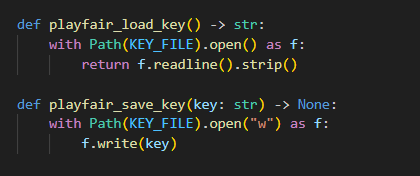 def playfair_load_key() -> str:
    with Path(KEY_FILE).open() as f:
        return f.readline().strip()

def playfair_save_key(key: str) -> None:
    with Path(KEY_FILE).open("w") as f:
        f.write(key)